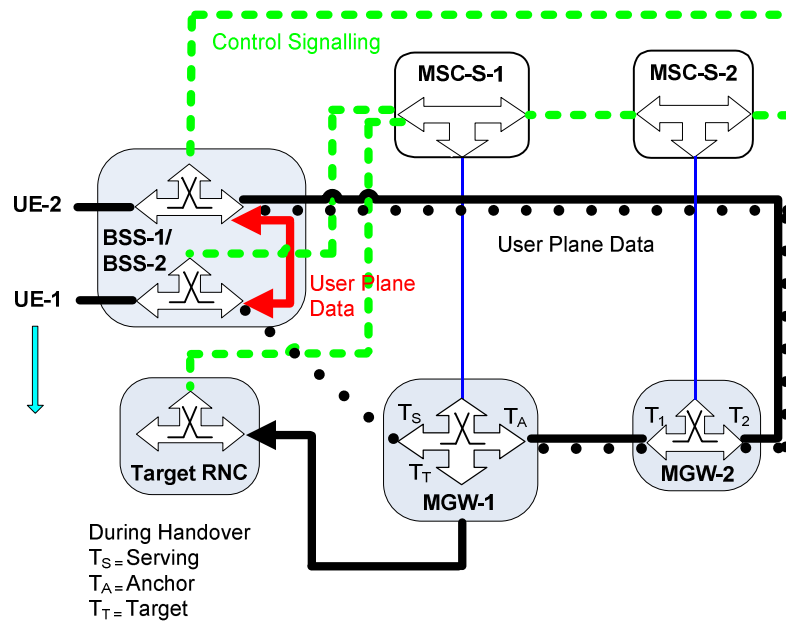 Control Signalling
MSC-S-1
MSC-S-2
UE-2
BSS-1/
BSS-2
User Plane Data
User Plane
Data
UE-1
Target RNC
TS
TA
TT
MGW-1
T1
T2
MGW-2
During Handover
TS = Serving
TA = Anchor
TT = Target